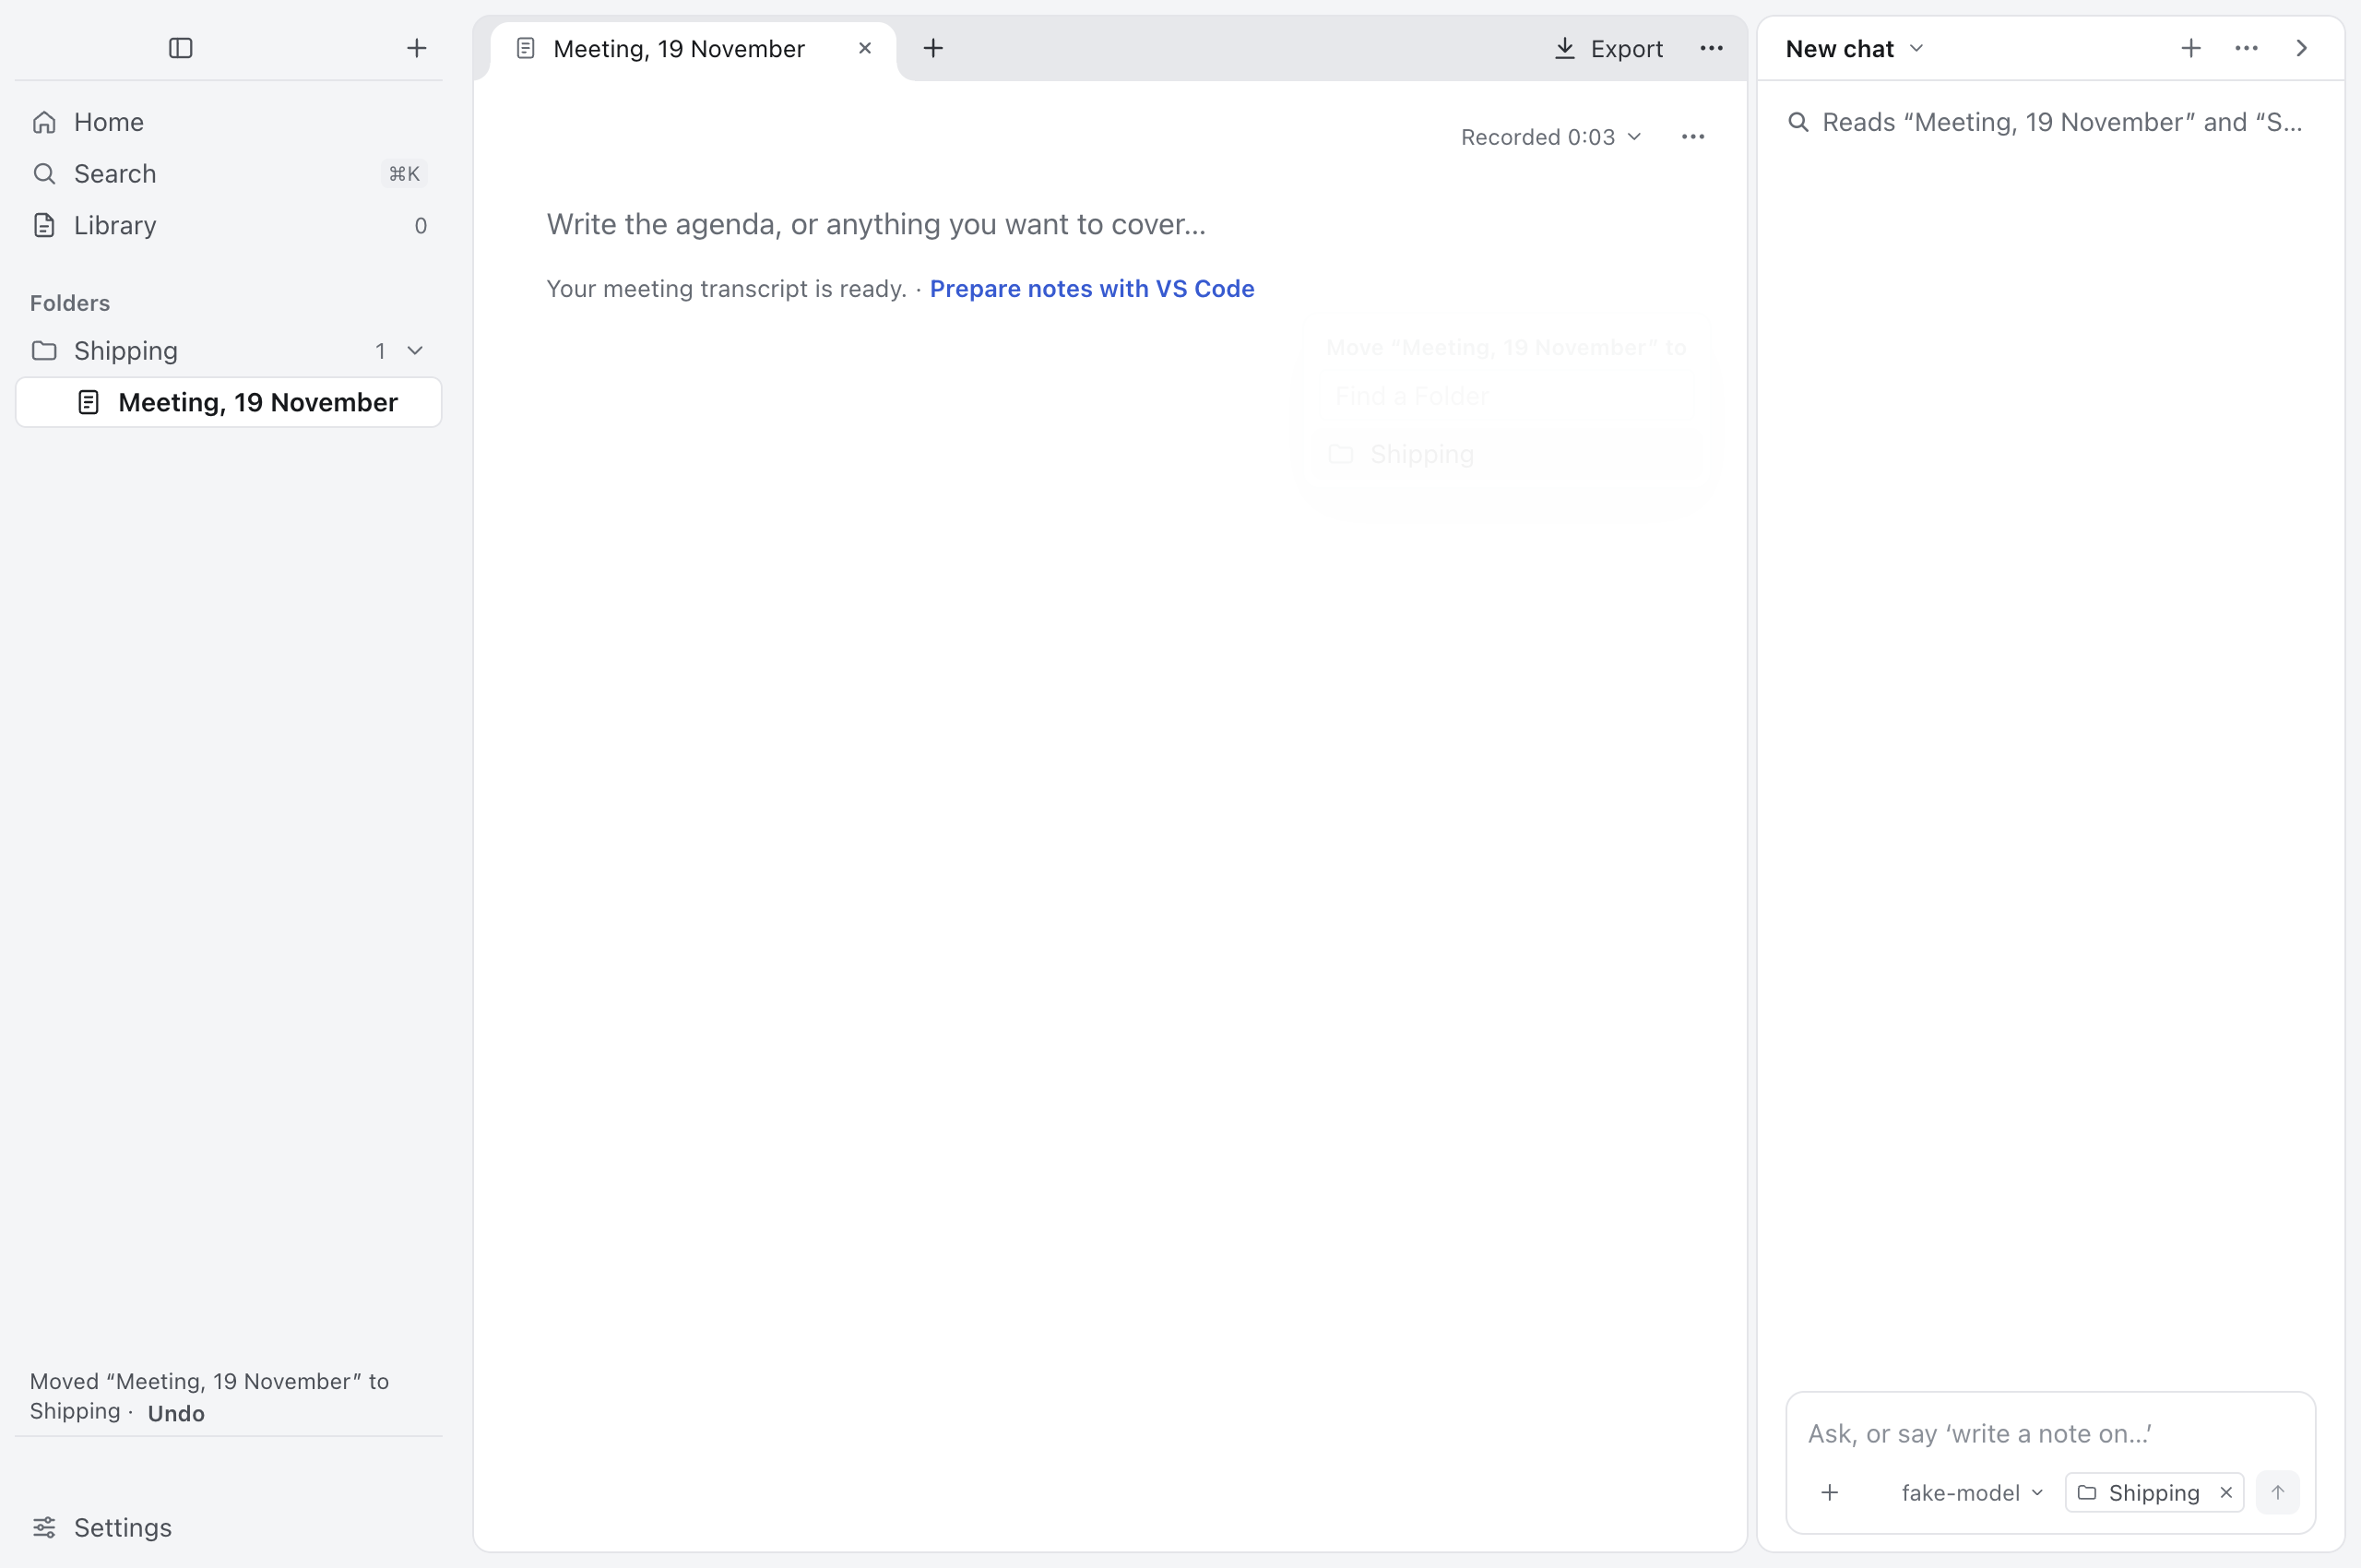 Home
Search ⌘K
Library 0
Folders
Shipping 1
Meeting, 19 November
Moved “Meeting, 19 November” to
Shipping · Undo
Settings
Meeting, 19 November
Export
Recorded 0:03
Write the agenda, or anything you want to cover...
Your meeting transcript is ready. · Prepare notes with VS Code
Move “Meeting, 19 November” to
Find a Folder
Shipping
New chat
Reads “Meeting, 19 November” and “S...
Ask, or say ‘write a note on...’
fake-model Shipping